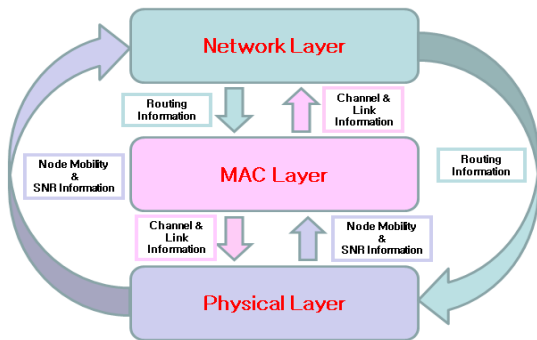 Network Layer
Routing
Information
Channel &
Link
Information
Node Mobility
&
SNR Information
MAC Layer
Routing
Information
Channel &
Link
Information
Node Mobility
&
SNR Information
Physical Layer